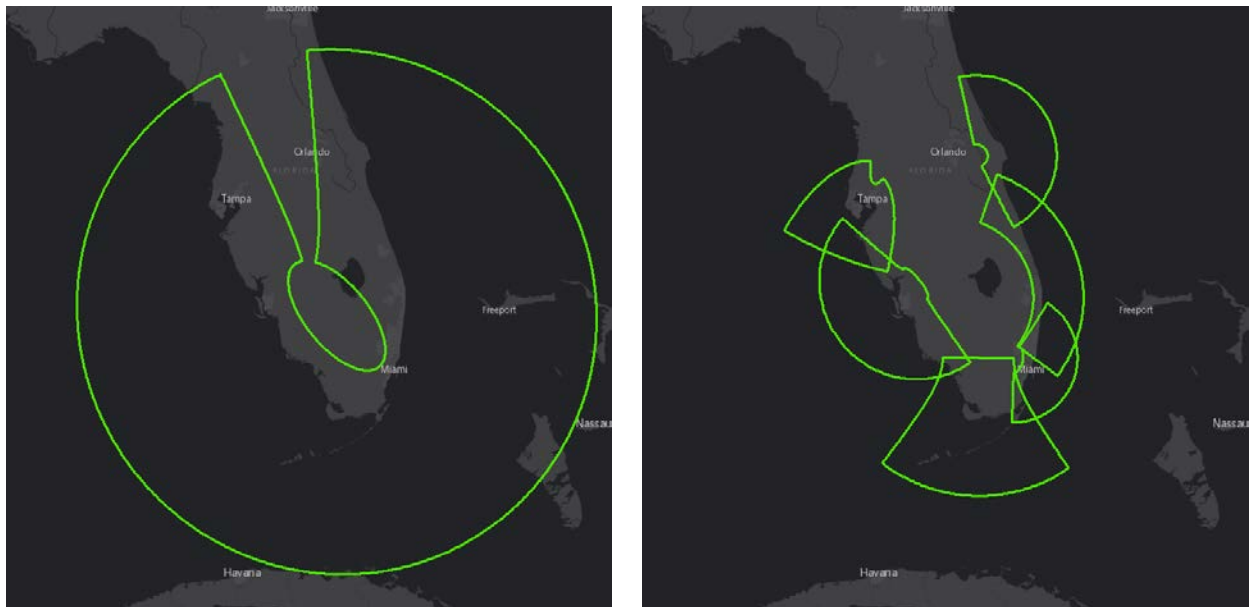 Jacksonville
Orlando
FLORIDA
Tampa
Freeport
Miami
Nassau
Havana
Jacksonville
Orlando
FLORIDA
Tampa
Freeport
Miami
Nassau
Havana